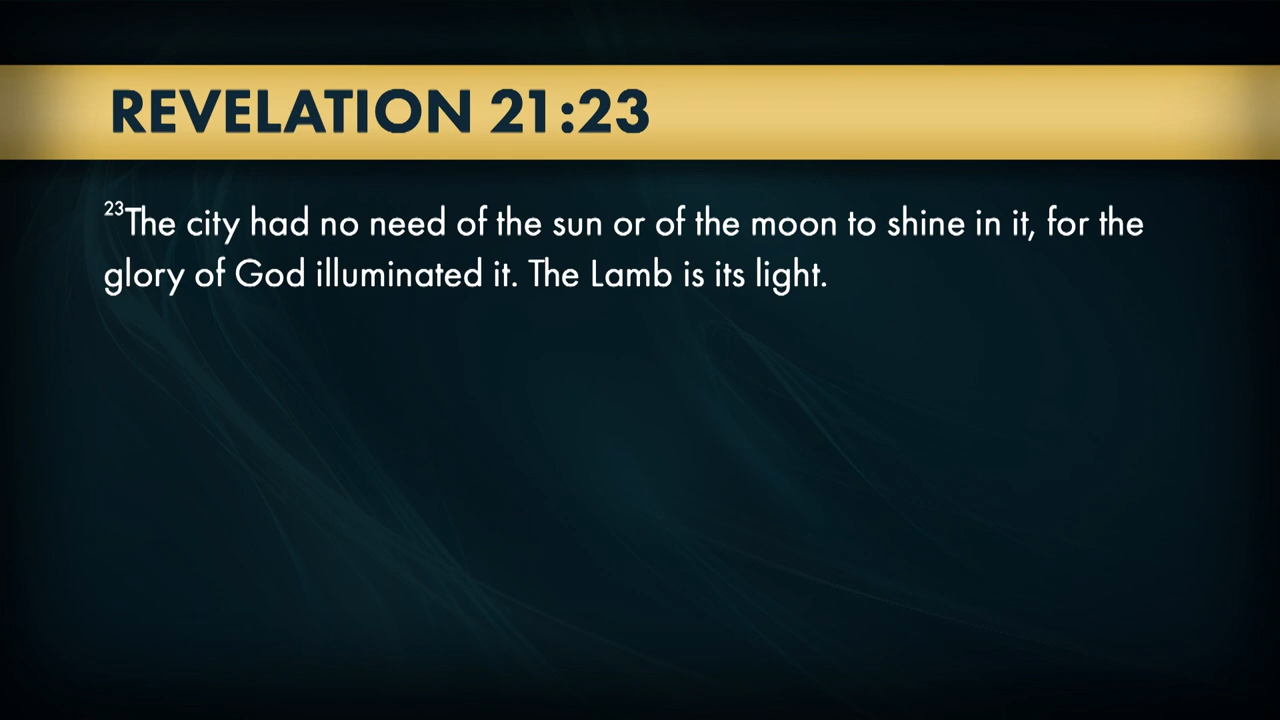 REVELATION 21:23
23The city had no need of the sun or of the moon to shine in it, for the
glory of God illuminated it. The Lamb is its light.